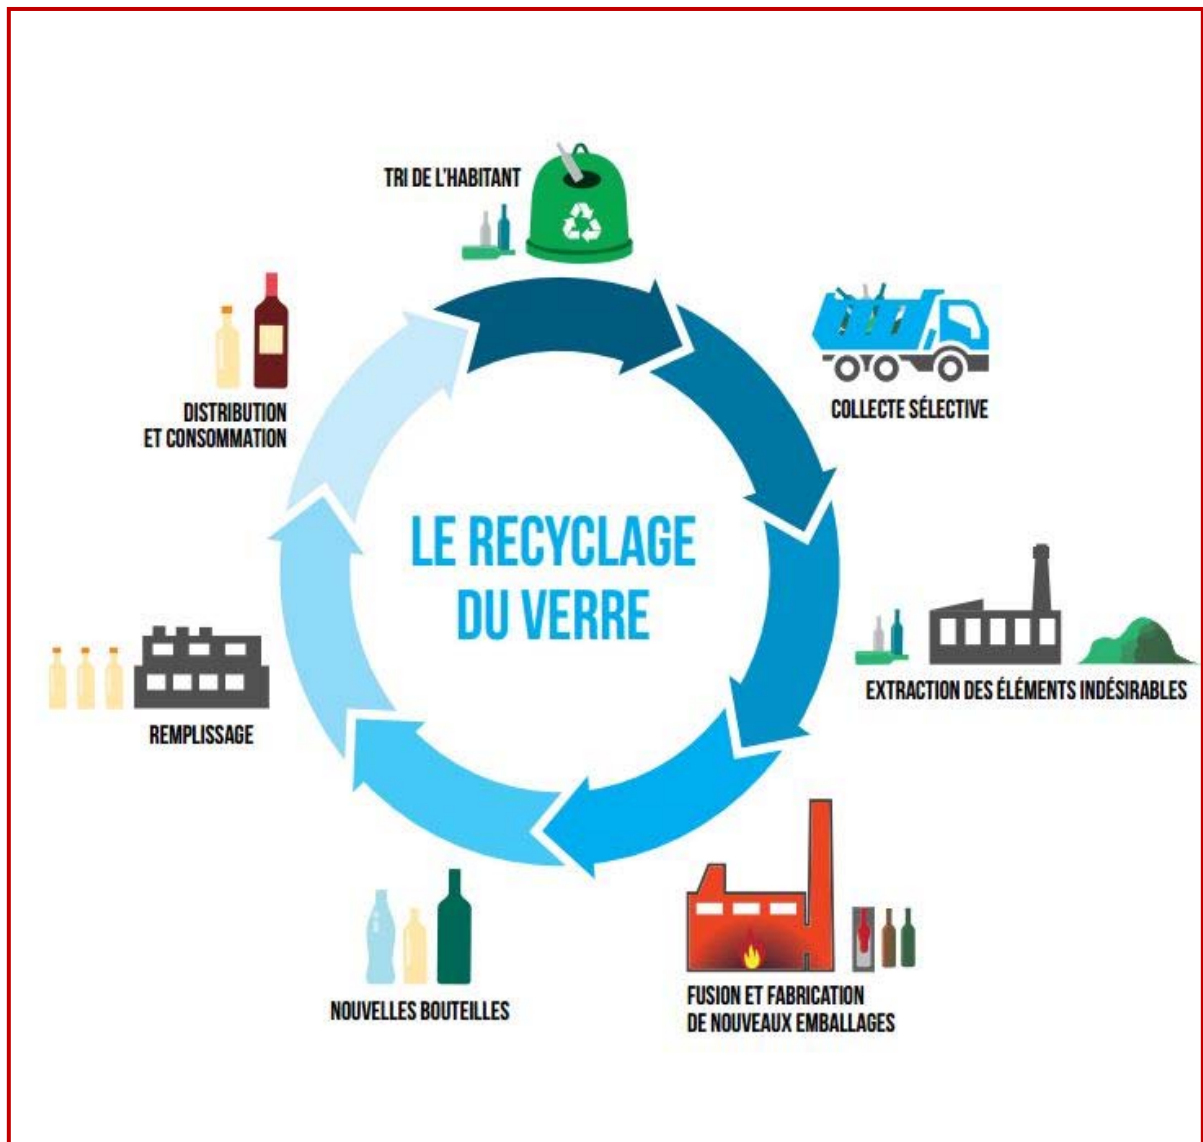 TRI DE L'HABITANT
COLLECTE SÉLECTIVE
EXTRACTION DES ÉLÉMENTS INDÉSIRABLES
FUSION ET FABRICATION
DE NOUVEAUX EMBALLAGES
NOUVELLES BOUTEILLES
REMPLISSAGE
DISTRIBUTION
ET CONSOMMATION
LE RECYCLAGE
DU VERRE